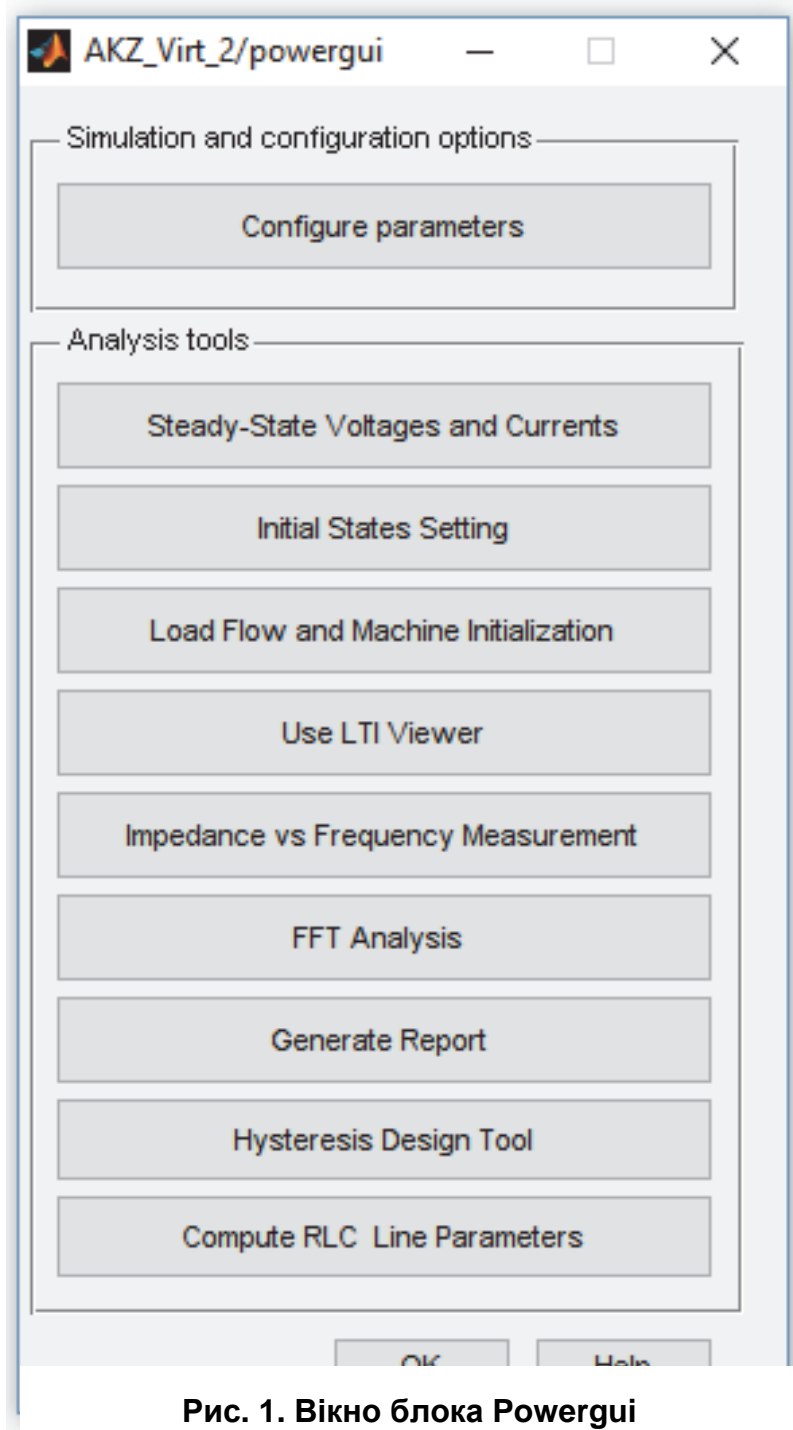 AKZ_Virt_2/powergui
Simulation and configuration options
Configure parameters
Analysis tools
Steady-State Voltages and Currents
Initial States Setting
Load Flow and Machine Initialization
Use LTI Viewer
Impedance vs Frequency Measurement
FFT Analysis
Generate Report
Hysteresis Design Tool
Compute RLC Line Parameters
OK Help
Рис. 1. Вікно блока Powergui